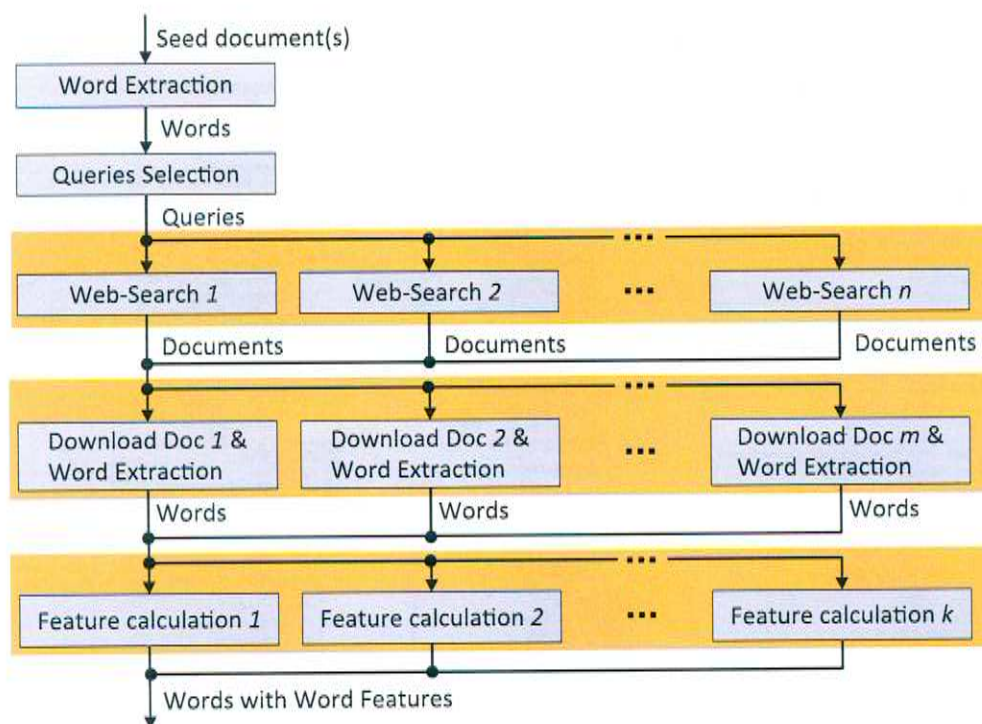 Seed document(s)
Word Extraction
Words
Queries Selection
Queries
...
Web-Search 1
Web-Search 2
...
Web-Search n
Documents
Documents
Documents
...
Download Doc 1 &
Word Extraction
Download Doc 2 &
Word Extraction
...
Download Doc m &
Word Extraction
Words
Words
Words
...
Feature calculation 1
Feature calculation 2
...
Feature calculation k
Words with Word Features